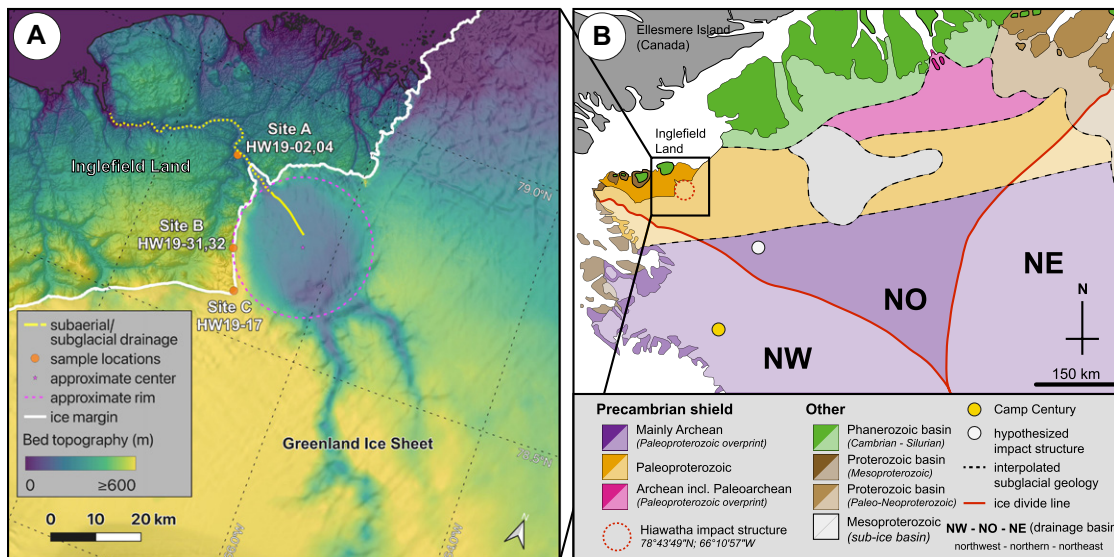 A
Site A
HW19-02,04
Inglefield Land
79.0°N
Site B
HW19-31,32
Site C
HW19-17
subaerial/
subglacial drainage
sample locations
approximate center
approximate rim
ice margin
Bed topography (m)
0 ≥600
0 10 20 km
Greenland Ice Sheet
78.5°N
B
Ellesmere Island
(Canada)
Inglefield
Land
NE
NO
NW
N
150 km
Precambrian shield
Mainly Archean
(Paleoproterozoic overprint)
Paleoproterozoic
Archean incl. Paleoarchean
(Paleoproterozoic overprint)
Hiawatha impact structure
78°43'49"N; 66°10'57"W
Other
Phanerozoic basin
(Cambrian - Silurian)
Proterozoic basin
(Mesoproterozoic)
Proterozoic basin
(Paleo-Neoproterozoic)
Mesoproterozoic
(sub-ice basin)
Camp Century
hypothesized
impact structure
interpolated
subglacial geology
ice divide line
NW - NO - NE (drainage basin
northwest - northern - northeast